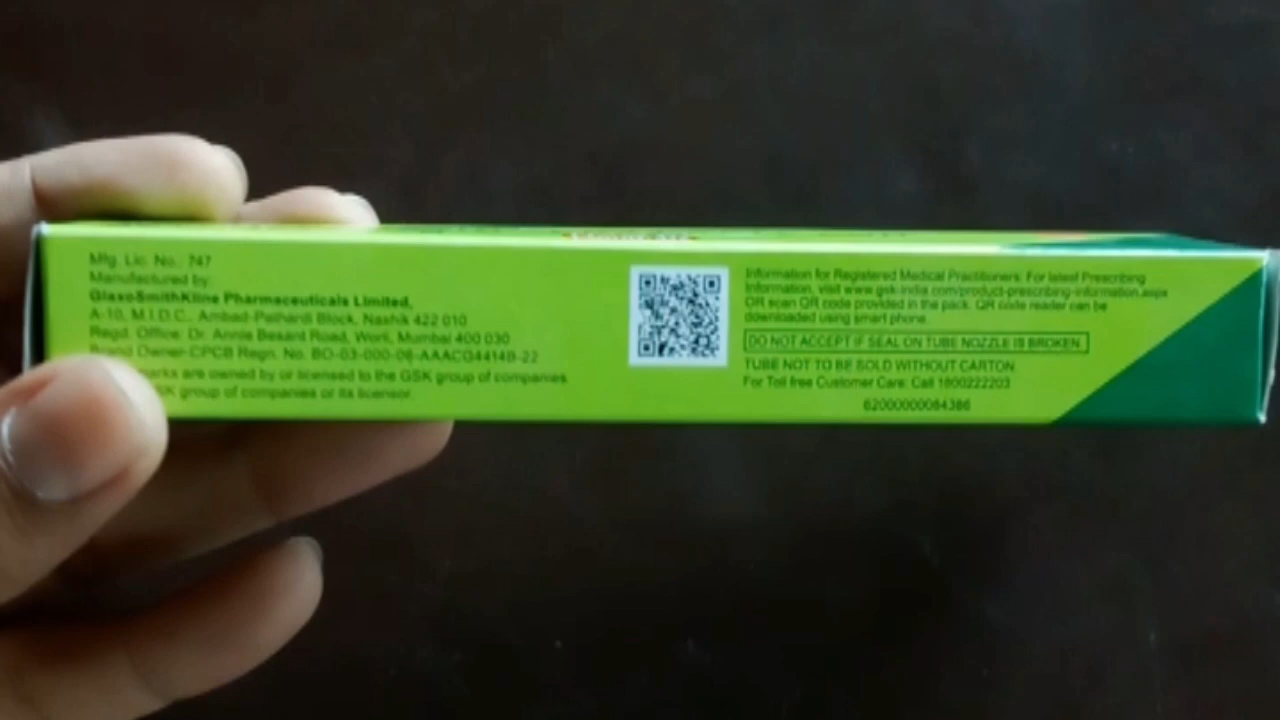 Mfg. Lic. No.: 747
Manufactured by:
GlaxoSmithKline Pharmaceuticals Limited,
A-10, M.I.D.C., Ambad-Pathardi Block, Nashik 422 010
Regd. Office: Dr. Annie Besant Road, Worli, Mumbai 400 030
Brand Owner-CPCB Regn. No. BO-03-000-06-AAACG4414B-22
marks are owned by or licensed to the GSK group of companies
group of companies or its licensor.
Information for Registered Medical Practitioners: For latest Prescribing
Information, visit www.gsk-india.com/product-prescribing-information.aspx
OR scan QR code provided in the pack. QR code reader can be
downloaded using smart phone.
DO NOT ACCEPT IF SEAL ON TUBE NOZZLE IS BROKEN.
TUBE NOT TO BE SOLD WITHOUT CARTON.
For Toll free Customer Care: Call 1800222203
62000000064386